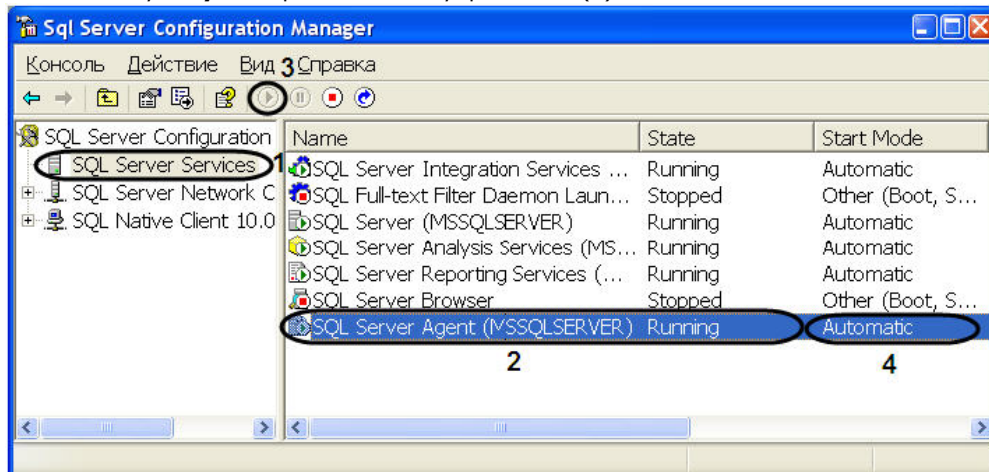 Sql Server Configuration Manager
Консоль Действие Вид 3 Справка
SQL Server Configuration
SQL Server Services 1
SQL Server Network C
SQL Native Client 10.0
Name State Start Mode
SQL Server Integration Services ... Running Automatic
SQL Full-text Filter Daemon Laun... Stopped Other (Boot, S...
SQL Server (MSSQLSERVER) Running Automatic
SQL Server Analysis Services (MS... Running Automatic
SQL Server Reporting Services (... Running Automatic
SQL Server Browser Stopped Other (Boot, S...
SQL Server Agent (MSSQLSERVER) Running Automatic
2 4